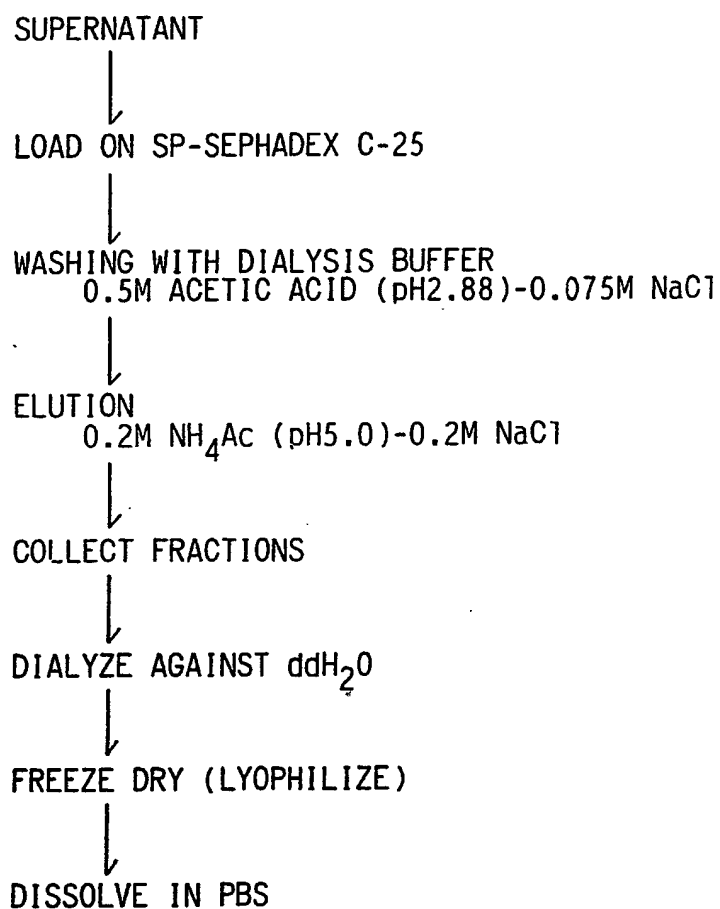 SUPERNATANT
LOAD ON SP-SEPHADEX C-25
WASHING WITH DIALYSIS BUFFER
0.5M ACETIC ACID (pH2.88)-0.075M NaCl
ELUTION
0.2M NH4Ac (pH5.0)-0.2M NaCl
COLLECT FRACTIONS
DIALYZE AGAINST ddH2O
FREEZE DRY (LYOPHILIZE)
DISSOLVE IN PBS